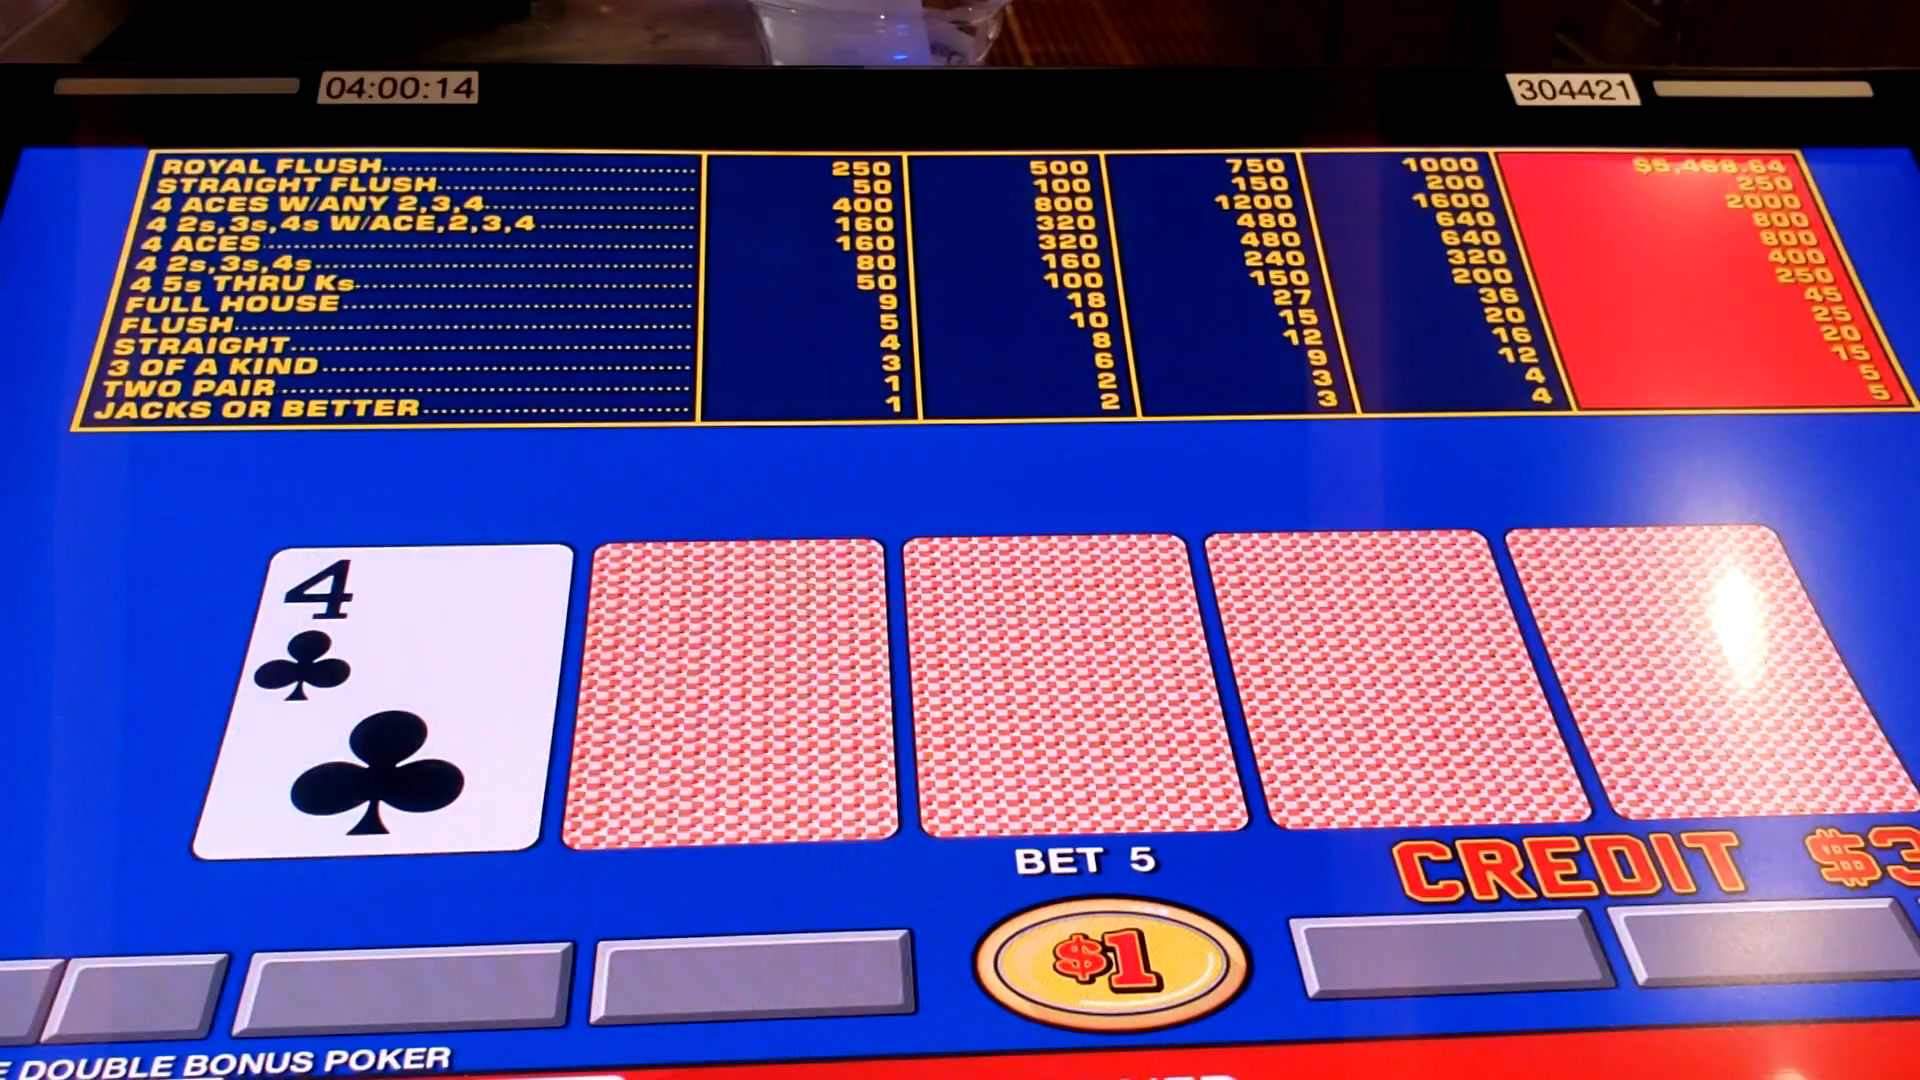 04:00:14 304421
ROYAL FLUSH 250 500 750 1000 $5,468.64
STRAIGHT FLUSH 50 100 150 200 250
4 ACES W/ANY 2,3,4 400 800 1200 1600 2000
4 2s,3s,4s W/ACE,2,3,4 160 320 480 640 800
4 ACES 160 320 480 640 800
4 2s,3s,4s 80 160 240 320 400
4 5s THRU Ks 50 100 150 200 250
FULL HOUSE 9 18 27 36 45
FLUSH 5 10 15 20 25
STRAIGHT 4 8 12 16 20
3 OF A KIND 3 6 9 12 15
TWO PAIR 1 2 3 4 5
JACKS OR BETTER 1 2 3 4 5
4
BET 5
CREDIT $3
$1
DOUBLE BONUS POKER